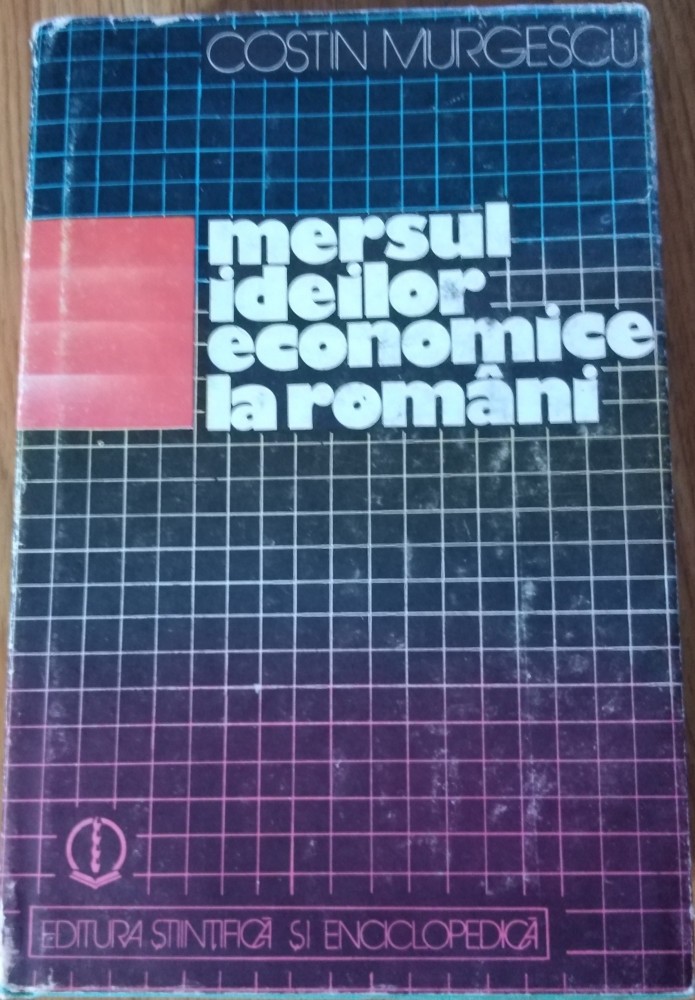 COSTIN MURGESCU
mersul
ideilor
economice
la români
EDITURA ȘTIINȚIFICĂ ȘI ENCICLOPEDICĂ